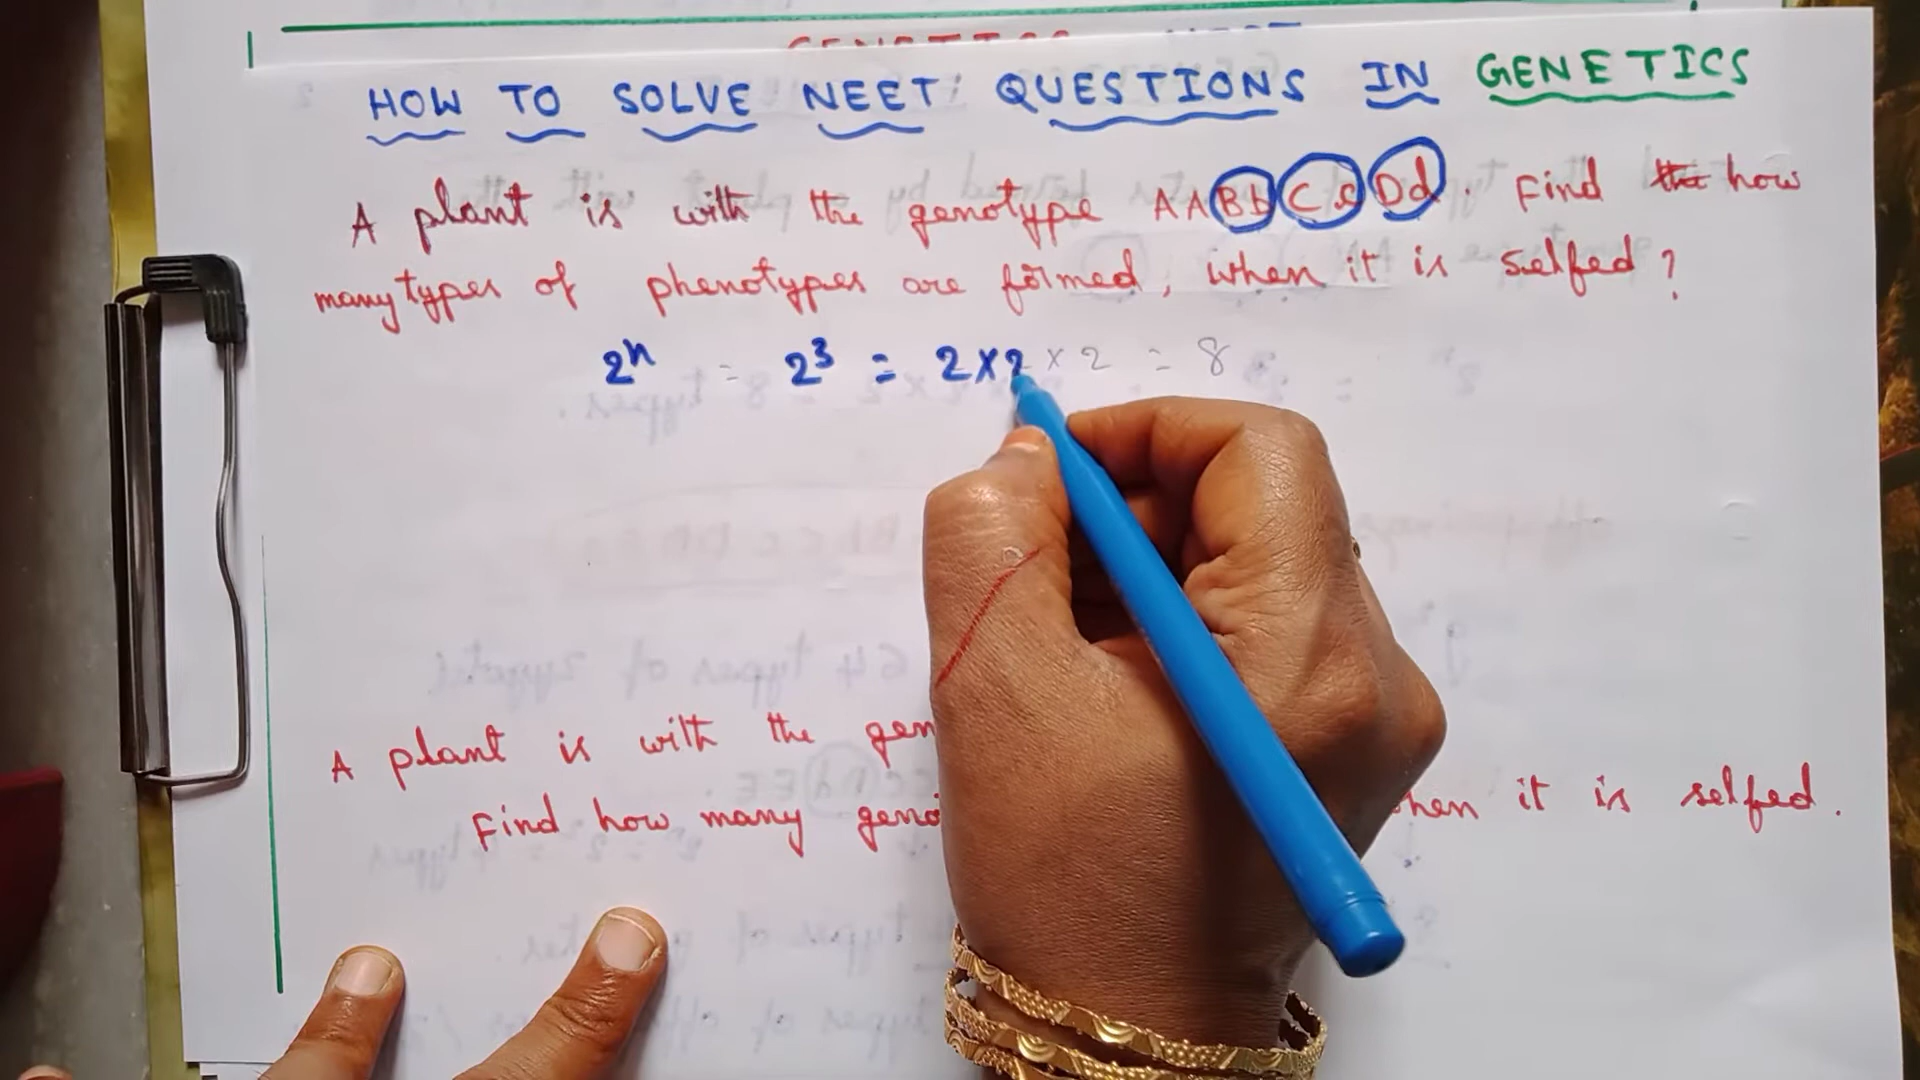 HOW TO SOLVE NEET QUESTIONS IN GENETICS
A plant is with the genotype AABbCcDd. Find how
many types of phenotypes are formed, when it is selfed?
2ⁿ = 2³ = 2 x 2 x 2 = 8
A plant is with the
Find how many when it is selfed.